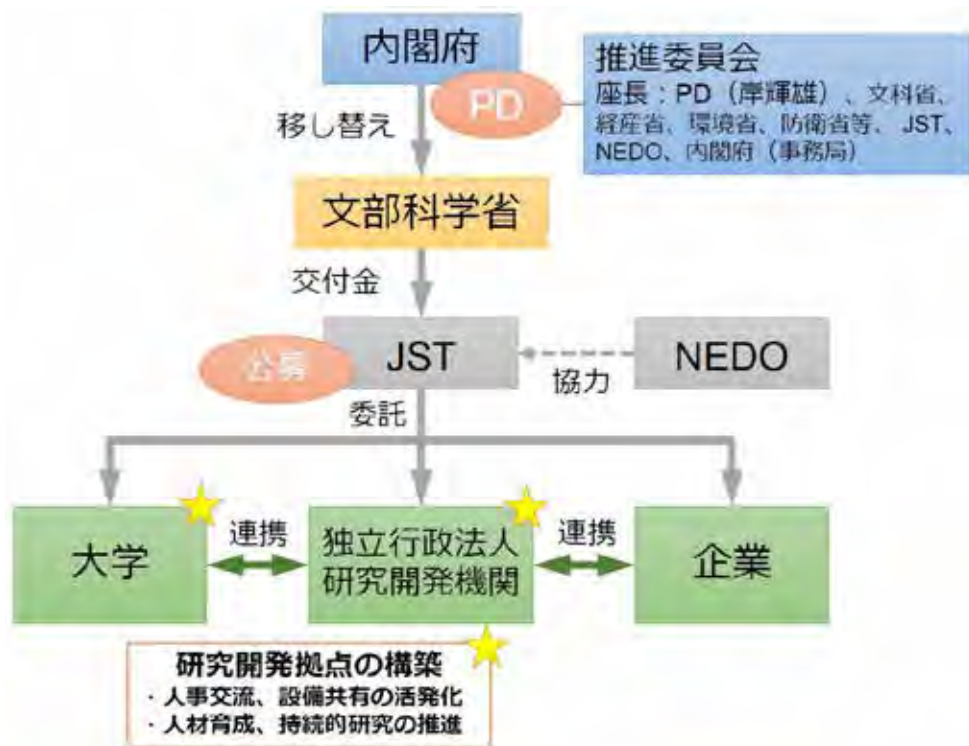 内閣府
PD
推進委員会
座長：PD（岸輝雄）、文科省、
経産省、環境省、防衛省等、JST、
NEDO、内閣府（事務局）
移し替え
文部科学省
交付金
公募
JST
NEDO
協力
委託
大学
連携
独立行政法人
研究開発機関
連携
企業
研究開発拠点の構築
・人事交流、設備共有の活発化
・人材育成、持続的研究の推進